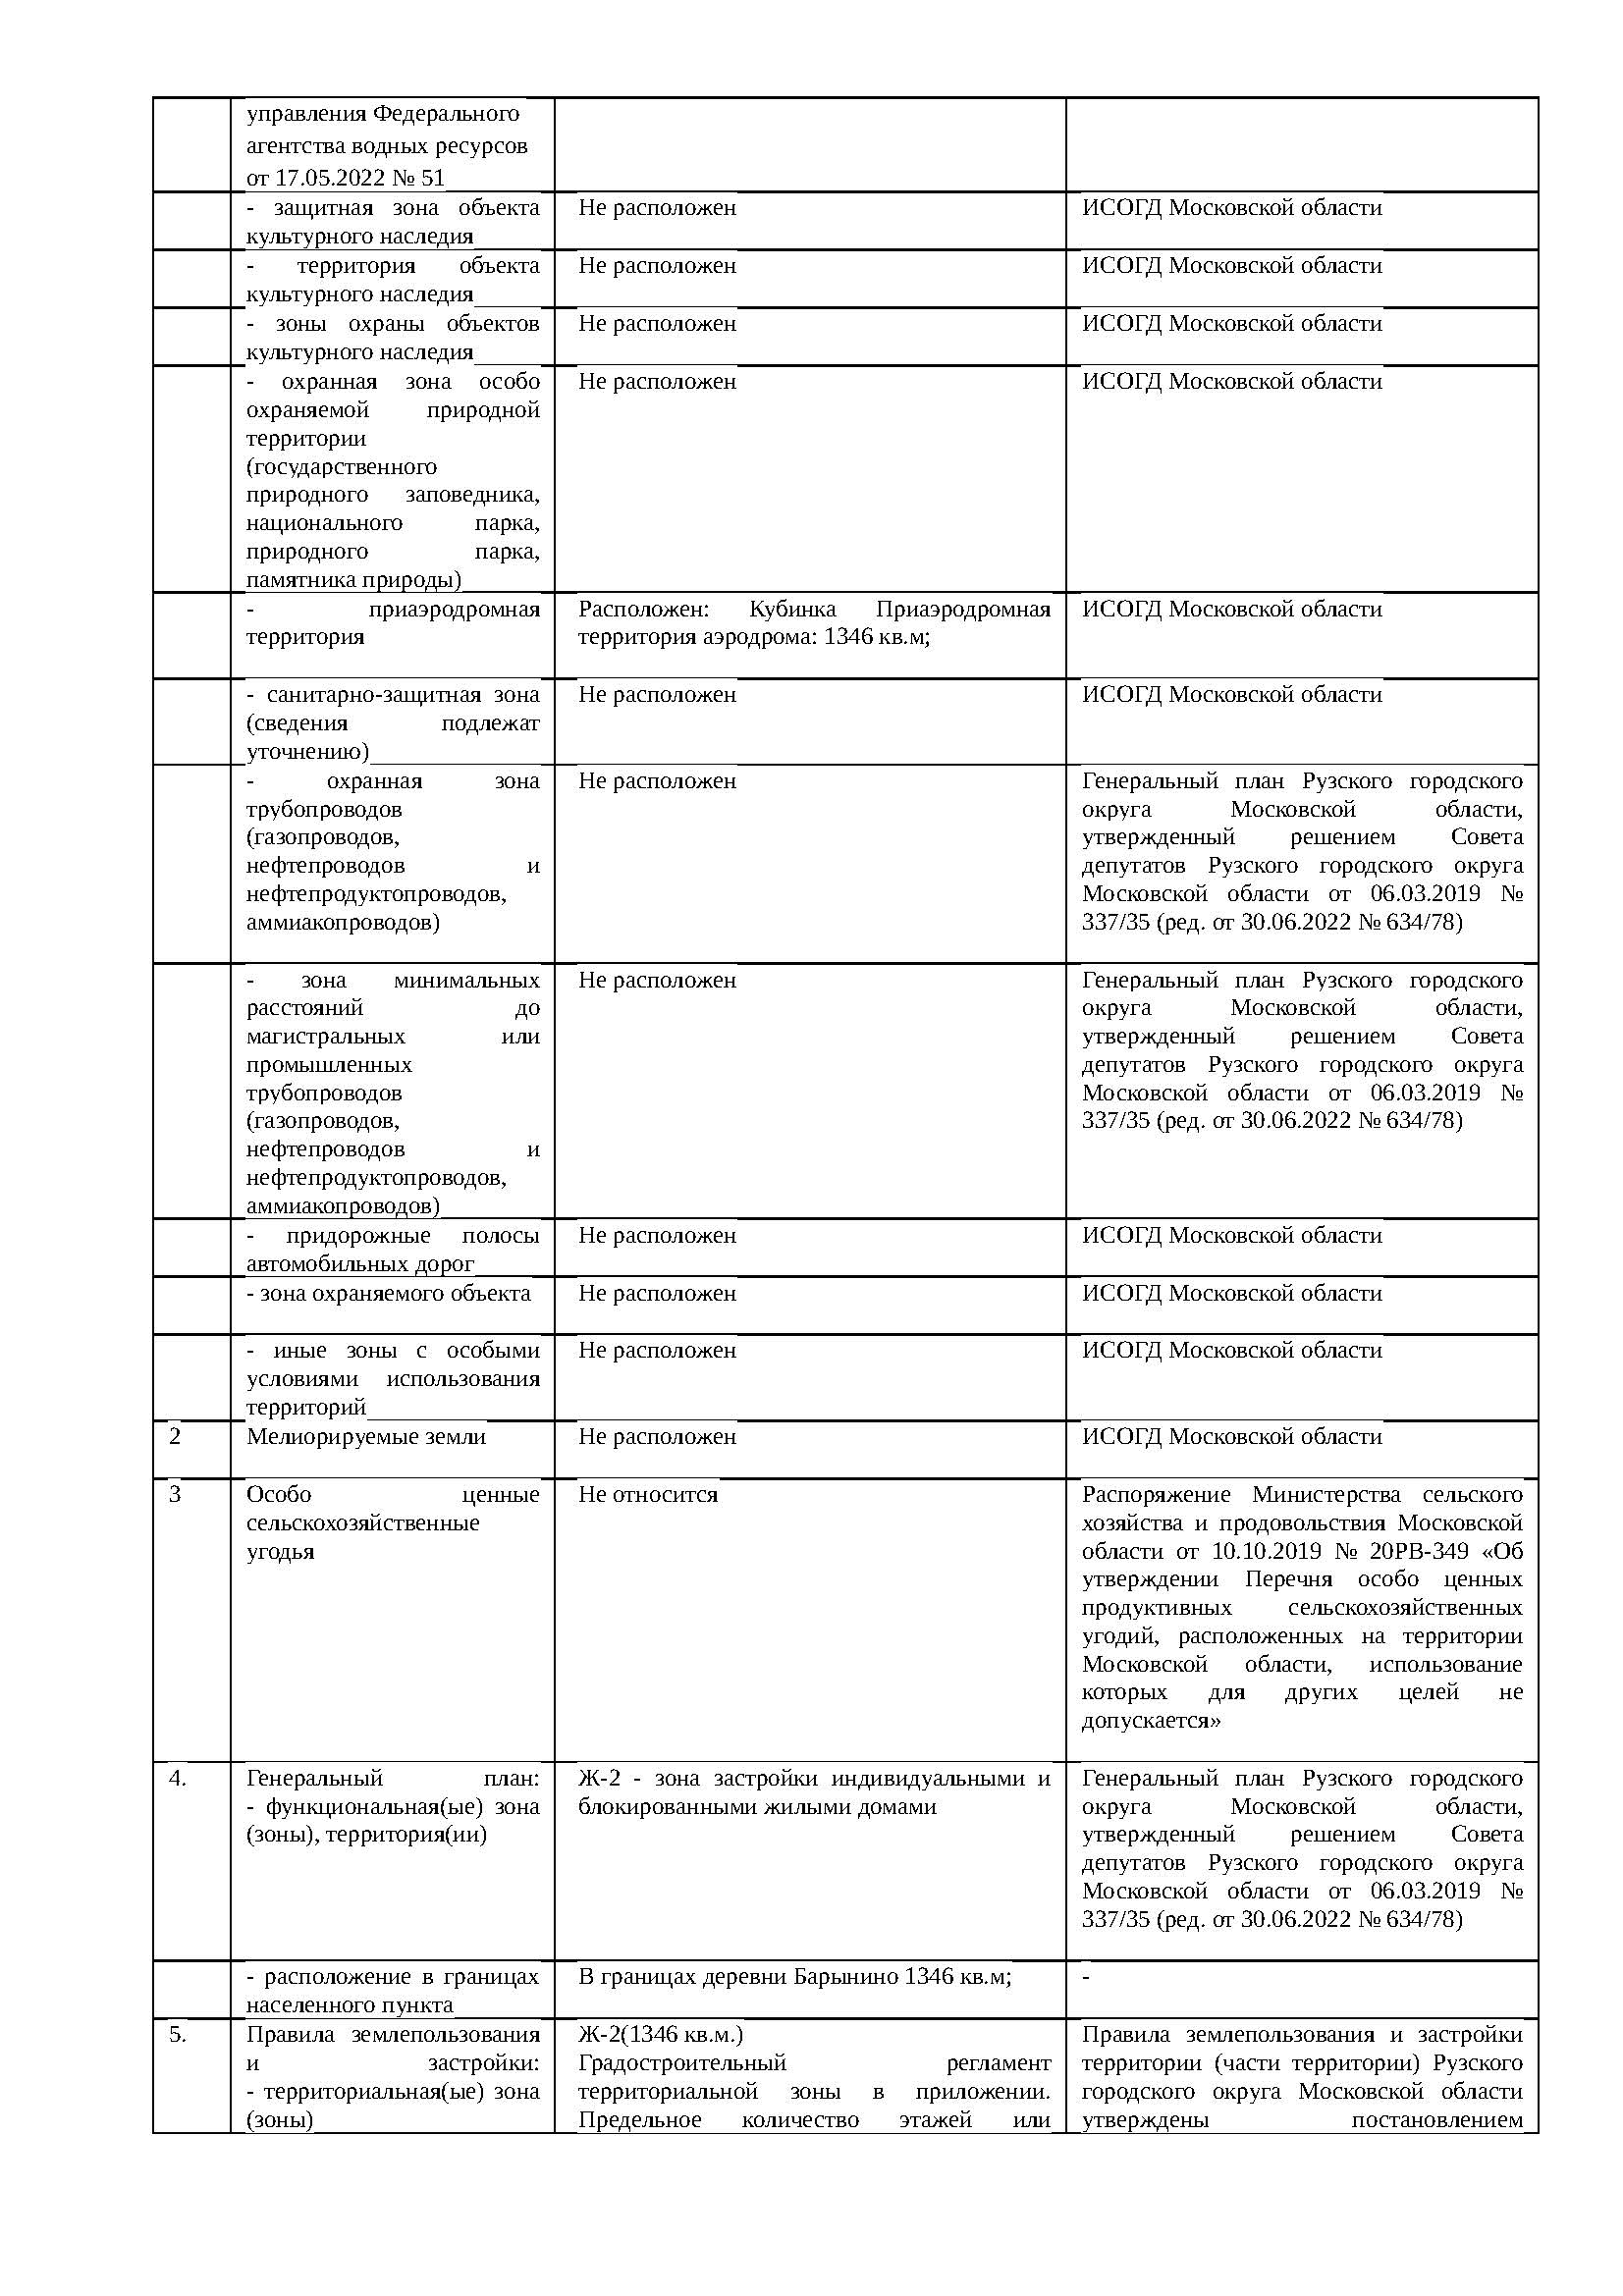 управления Федерального
агентства водных ресурсов
от 17.05.2022 № 51
- защитная зона объекта
культурного наследия
Не расположен
ИСОГД Московской области
- территория объекта
культурного наследия
Не расположен
ИСОГД Московской области
- зоны охраны объектов
культурного наследия
Не расположен
ИСОГД Московской области
- охранная зона особо
охраняемой природной
территории
(государственного
природного заповедника,
национального парка,
природного парка,
памятника природы)
Не расположен
ИСОГД Московской области
- приаэродромная
территория
Расположен: Кубинка Приаэродромная
территория аэродрома: 1346 кв.м;
ИСОГД Московской области
- санитарно-защитная зона
(сведения подлежат
уточнению)
Не расположен
ИСОГД Московской области
- охранная зона
трубопроводов
(газопроводов,
нефтепроводов и
нефтепродуктопроводов,
аммиакопроводов)
Не расположен
Генеральный план Рузского городского
округа Московской области,
утвержденный решением Совета
депутатов Рузского городского округа
Московской области от 06.03.2019 №
337/35 (ред. от 30.06.2022 № 634/78)
- зона минимальных
расстояний до
магистральных или
промышленных
трубопроводов
(газопроводов,
нефтепроводов и
нефтепродуктопроводов,
аммиакопроводов)
Не расположен
Генеральный план Рузского городского
округа Московской области,
утвержденный решением Совета
депутатов Рузского городского округа
Московской области от 06.03.2019 №
337/35 (ред. от 30.06.2022 № 634/78)
- придорожные полосы
автомобильных дорог
Не расположен
ИСОГД Московской области
- зона охраняемого объекта
Не расположен
ИСОГД Московской области
- иные зоны с особыми
условиями использования
территорий
Не расположен
ИСОГД Московской области
2
Мелиорируемые земли
Не расположен
ИСОГД Московской области
3
Особо ценные
сельскохозяйственные
угодья
Не относится
Распоряжение Министерства сельского
хозяйства и продовольствия Московской
области от 10.10.2019 № 20РВ-349 «Об
утверждении Перечня особо ценных
продуктивных сельскохозяйственных
угодий, расположенных на территории
Московской области, использование
которых для других целей не
допускается»
4.
Генеральный план:
- функциональная(ые) зона
(зоны), территория(ии)
Ж-2 - зона застройки индивидуальными и
блокированными жилыми домами
Генеральный план Рузского городского
округа Московской области,
утвержденный решением Совета
депутатов Рузского городского округа
Московской области от 06.03.2019 №
337/35 (ред. от 30.06.2022 № 634/78)
- расположение в границах
населенного пункта
В границах деревни Барынино 1346 кв.м;
-
5.
Правила землепользования
и застройки:
- территориальная(ые) зона
(зоны)
Ж-2(1346 кв.м.)
Градостроительный регламент
территориальной зоны в приложении.
Предельное количество этажей или
Правила землепользования и застройки
территории (части территории) Рузского
городского округа Московской области
утверждены постановлением